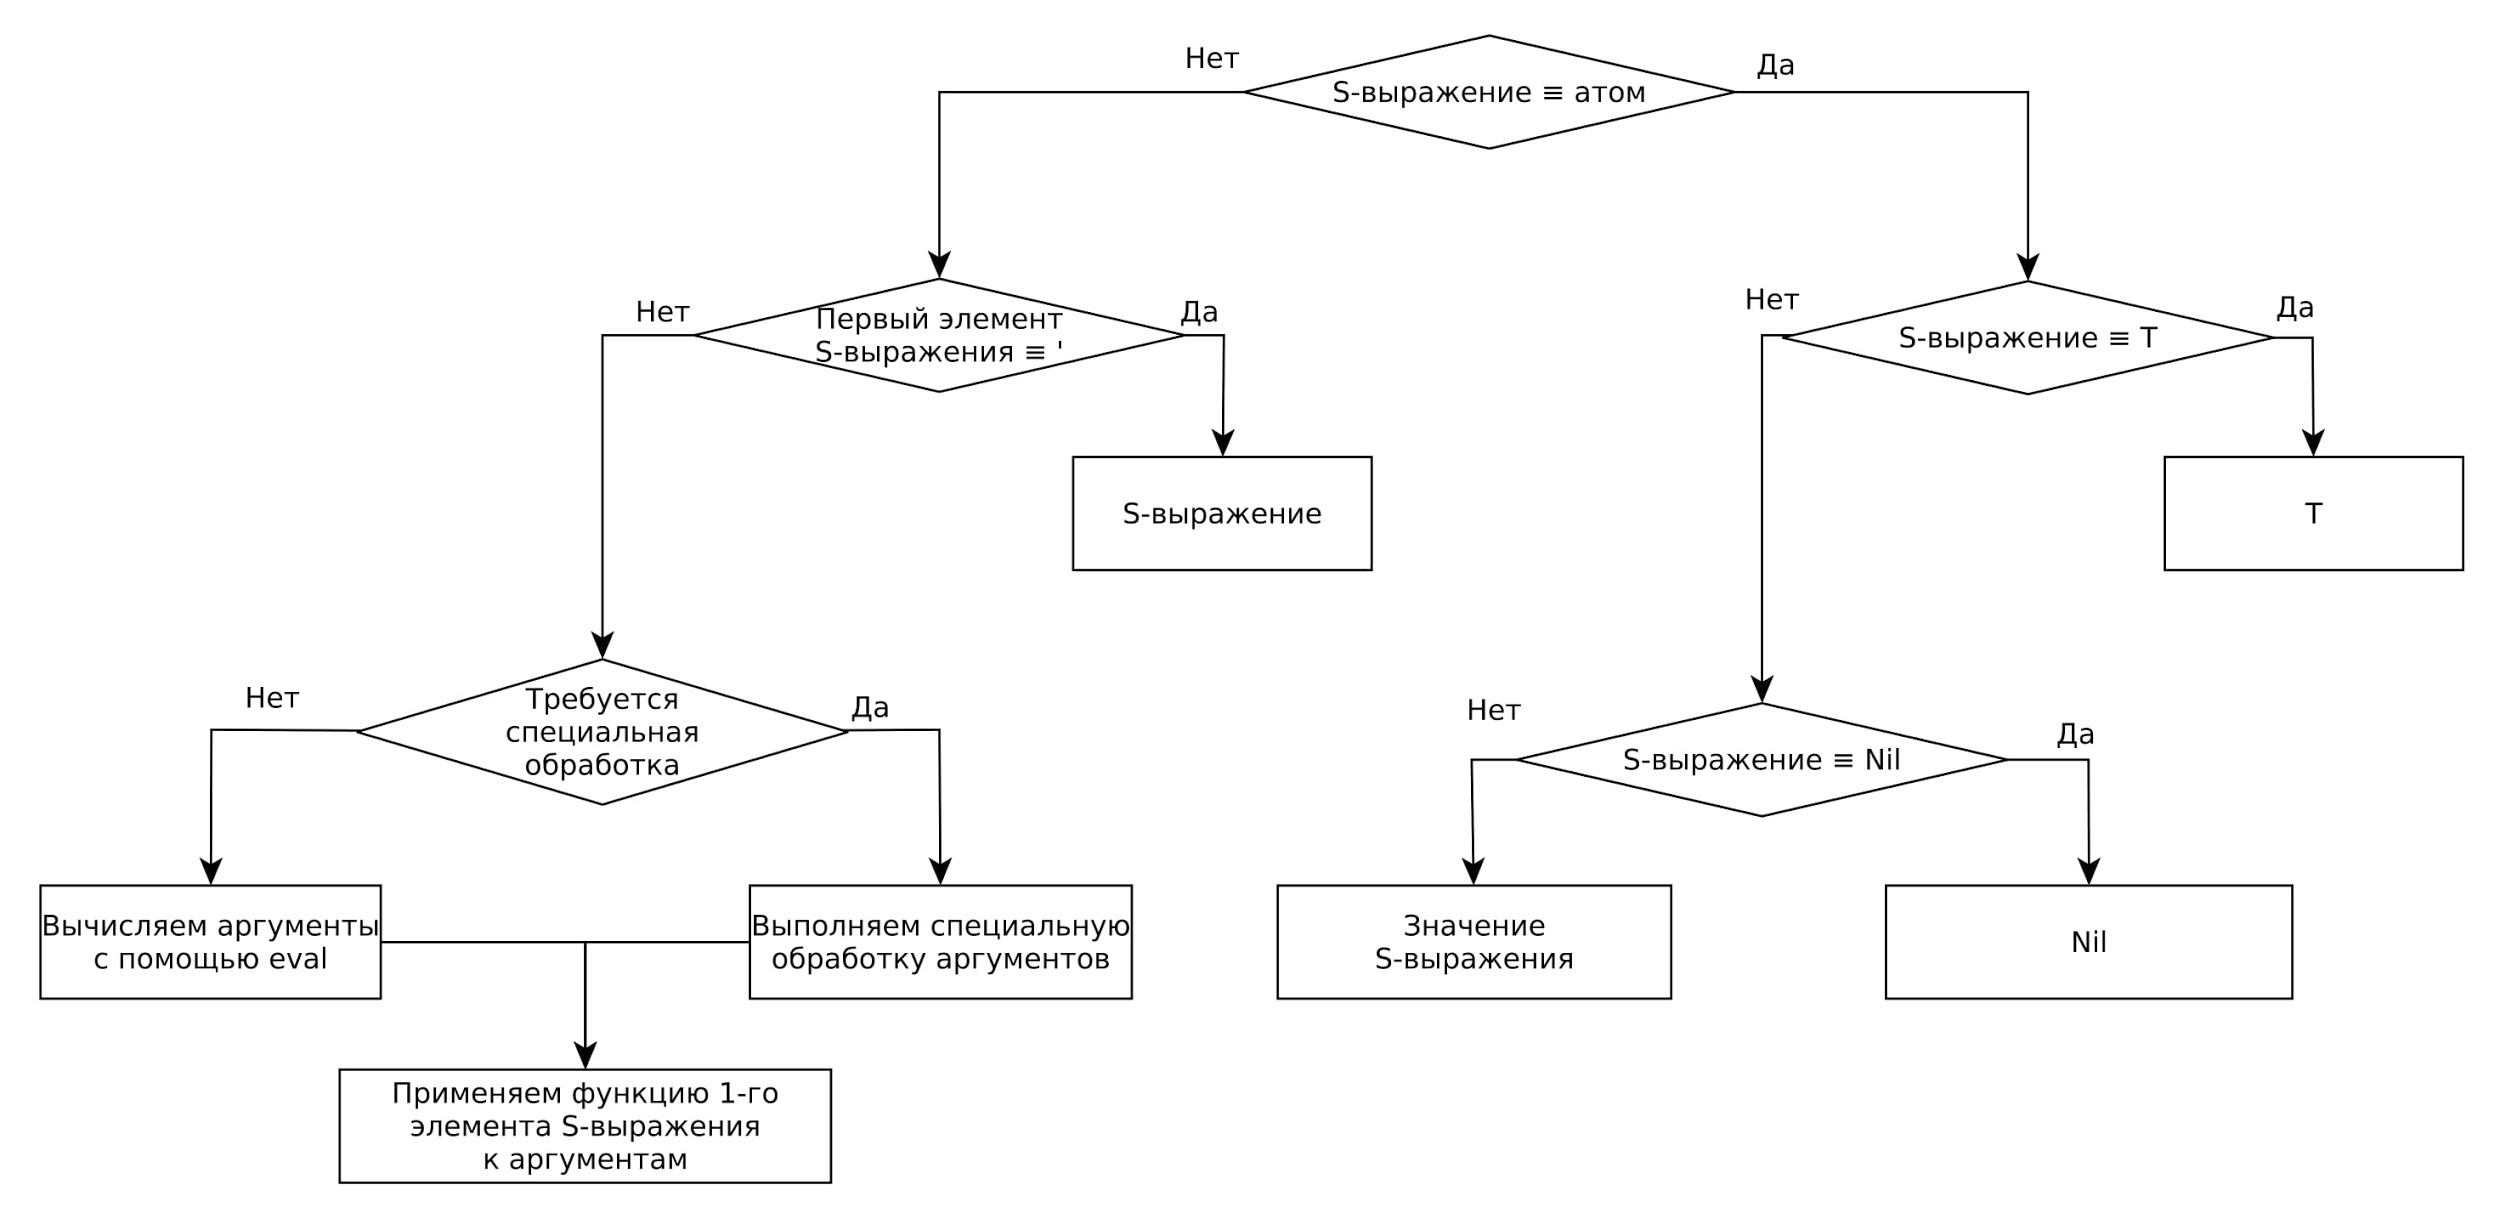 Нет
Да
S-выражение ≡ атом
Нет
Да
Первый элемент
S-выражения ≡ '
Нет
Да
S-выражение ≡ T
S-выражение
T
Нет
Да
Требуется
специальная
обработка
Нет
Да
S-выражение ≡ Nil
Вычисляем аргументы
с помощью eval
Выполняем специальную
обработку аргументов
Значение
S-выражения
Nil
Применяем функцию 1-го
элемента S-выражения
к аргументам